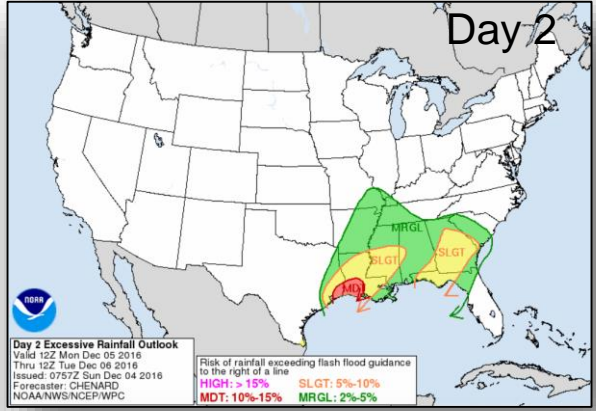 Day 2
MRGL
SLGT
SLGT
MDT
NOAA
Day 2 Excessive Rainfall Outlook
Valid 12Z Mon Dec 05 2016
Thru 12Z Tue Dec 06 2016
Issued: 0757Z Sun Dec 04 2016
Forecaster: CHENARD
NOAA/NWS/NCEP/WPC
Risk of rainfall exceeding flash flood guidance
to the right of a line
HIGH: > 15% SLGT: 5%-10%
MDT: 10%-15% MRGL: 2%-5%